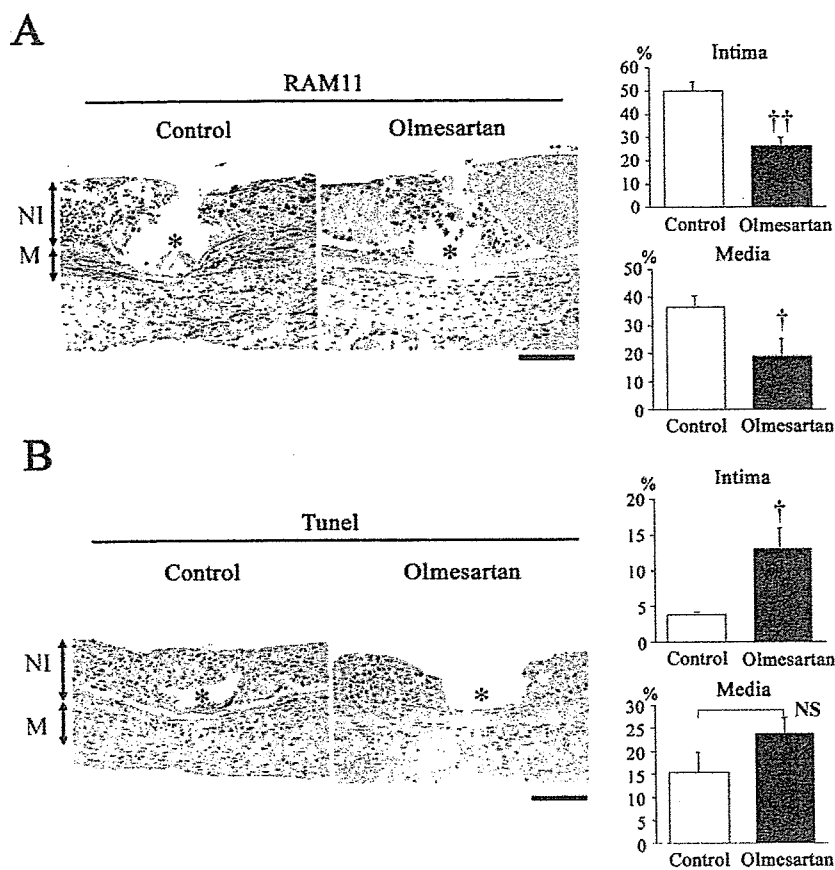 A
RAM11
Control Olmesartan
NI
M
*
*
%
Intima
60
50
40
30
20
10
0
††
Control Olmesartan
%
Media
50
40
30
20
10
0
†
Control Olmesartan
B
Tunel
Control Olmesartan
NI
M
*
*
%
Intima
20
15
10
5
0
†
Control Olmesartan
%
Media
NS
30
25
20
15
10
5
0
Control Olmesartan